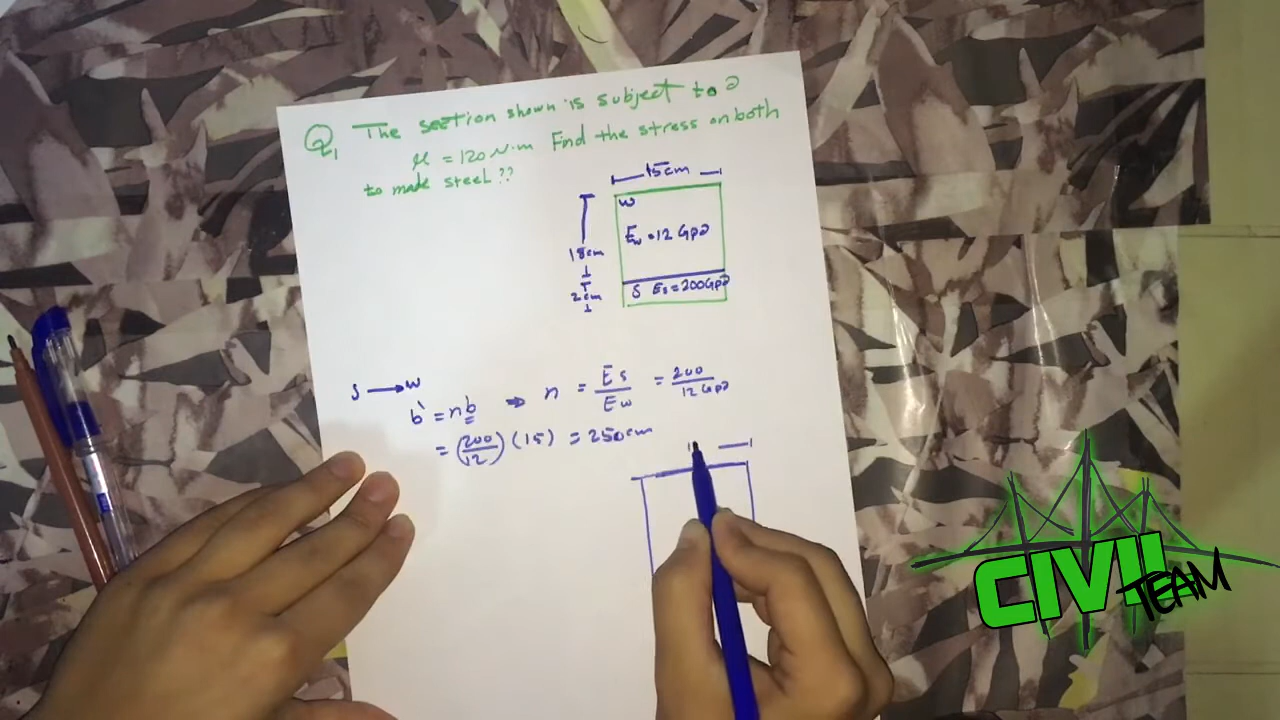 Q1 The section shown is subject to a
M = 120 N.m Find the stress on both
to made steel ??
15cm
w
Ew = 12 Gpa
18cm
2cm
S Es = 200Gpa
S → w
b` = nb ⇒ n = Es / Ew = 200 / 12 Gpa
= (200/12) (15) = 250cm
CIVIL
TEAM